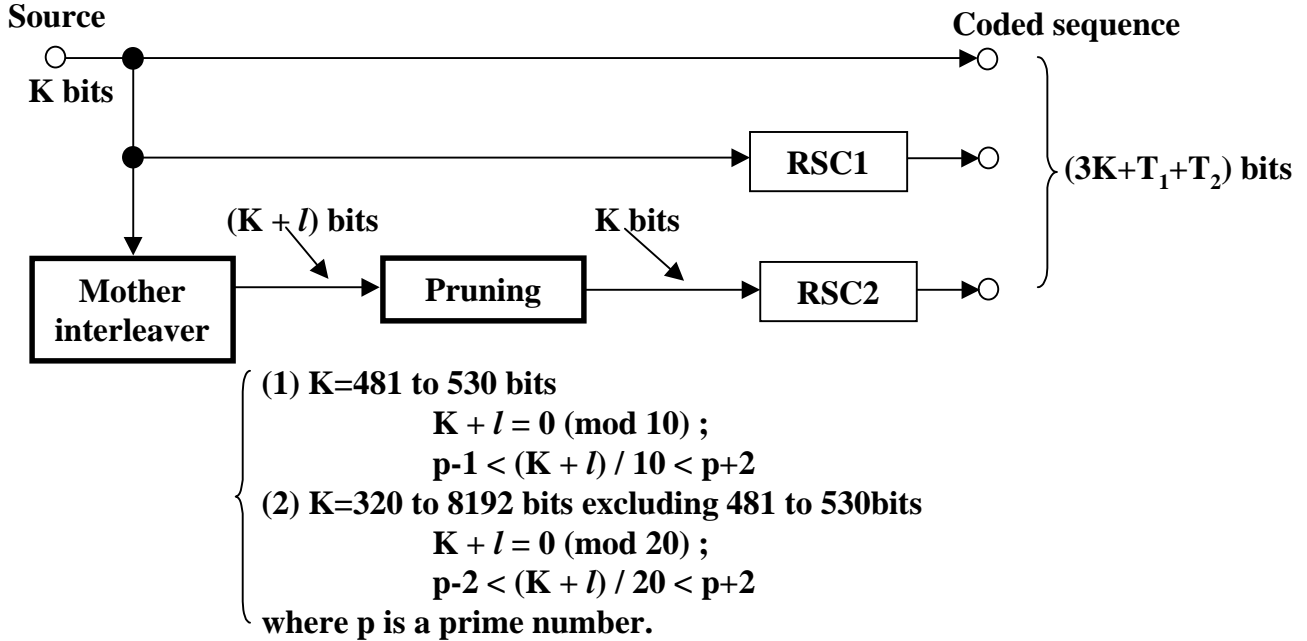 Source
Coded sequence
K bits
RSC1
(3K+T₁+T₂) bits
(K + l) bits
K bits
Mother
interleaver
Pruning
RSC2
(1) K=481 to 530 bits
K + l = 0 (mod 10) ;
p-1 < (K + l) / 10 < p+2
(2) K=320 to 8192 bits excluding 481 to 530bits
K + l = 0 (mod 20) ;
p-2 < (K + l) / 20 < p+2
where p is a prime number.